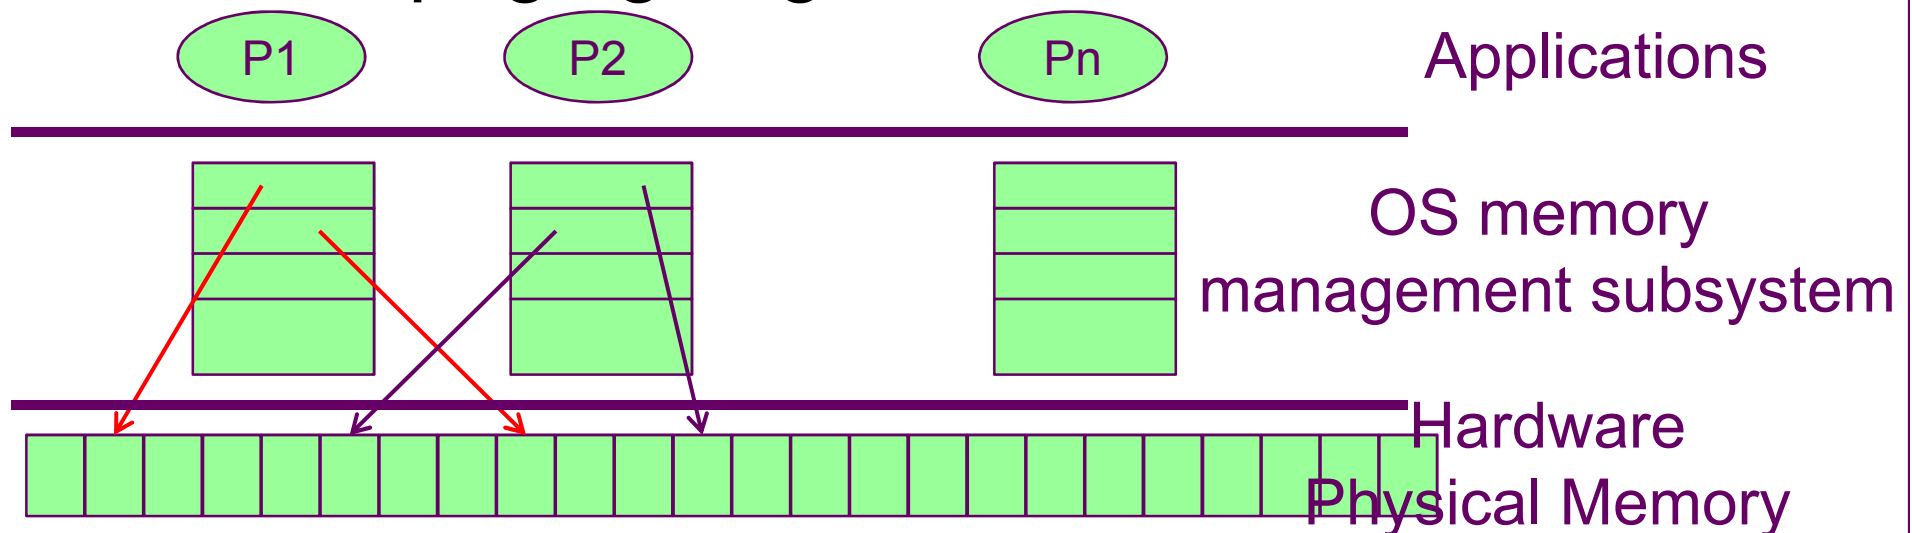 P1 P2 Pn Applications
OS memory
management subsystem
Hardware
Physical Memory